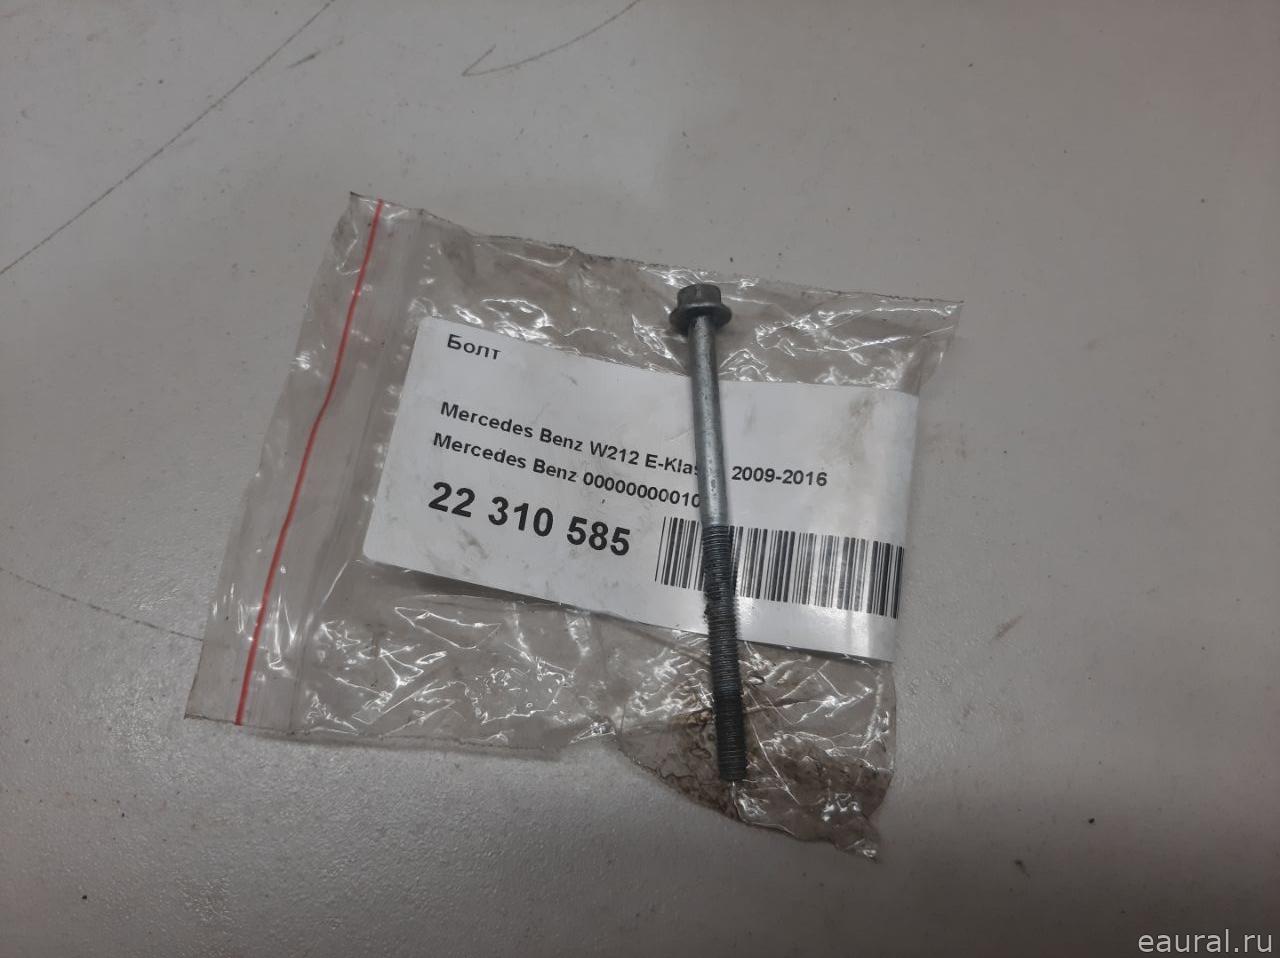 Болт
Mercedes Benz W212 E-Klas 2009-2016
Mercedes Benz 00000000010
22 310 585
eaural.ru